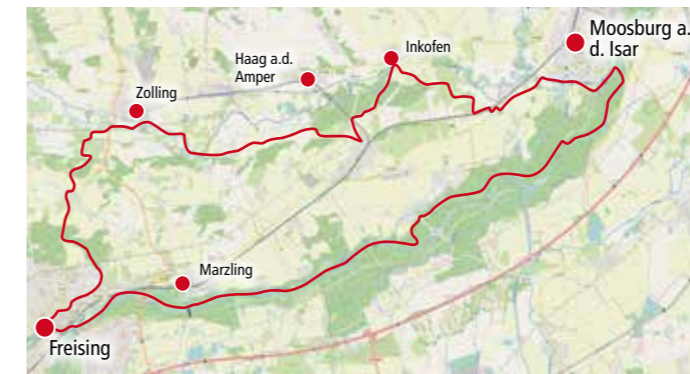 Moosburg a.
d. Isar
Inkofen
Haag a.d.
Amper
Zolling
Marzling
Freising